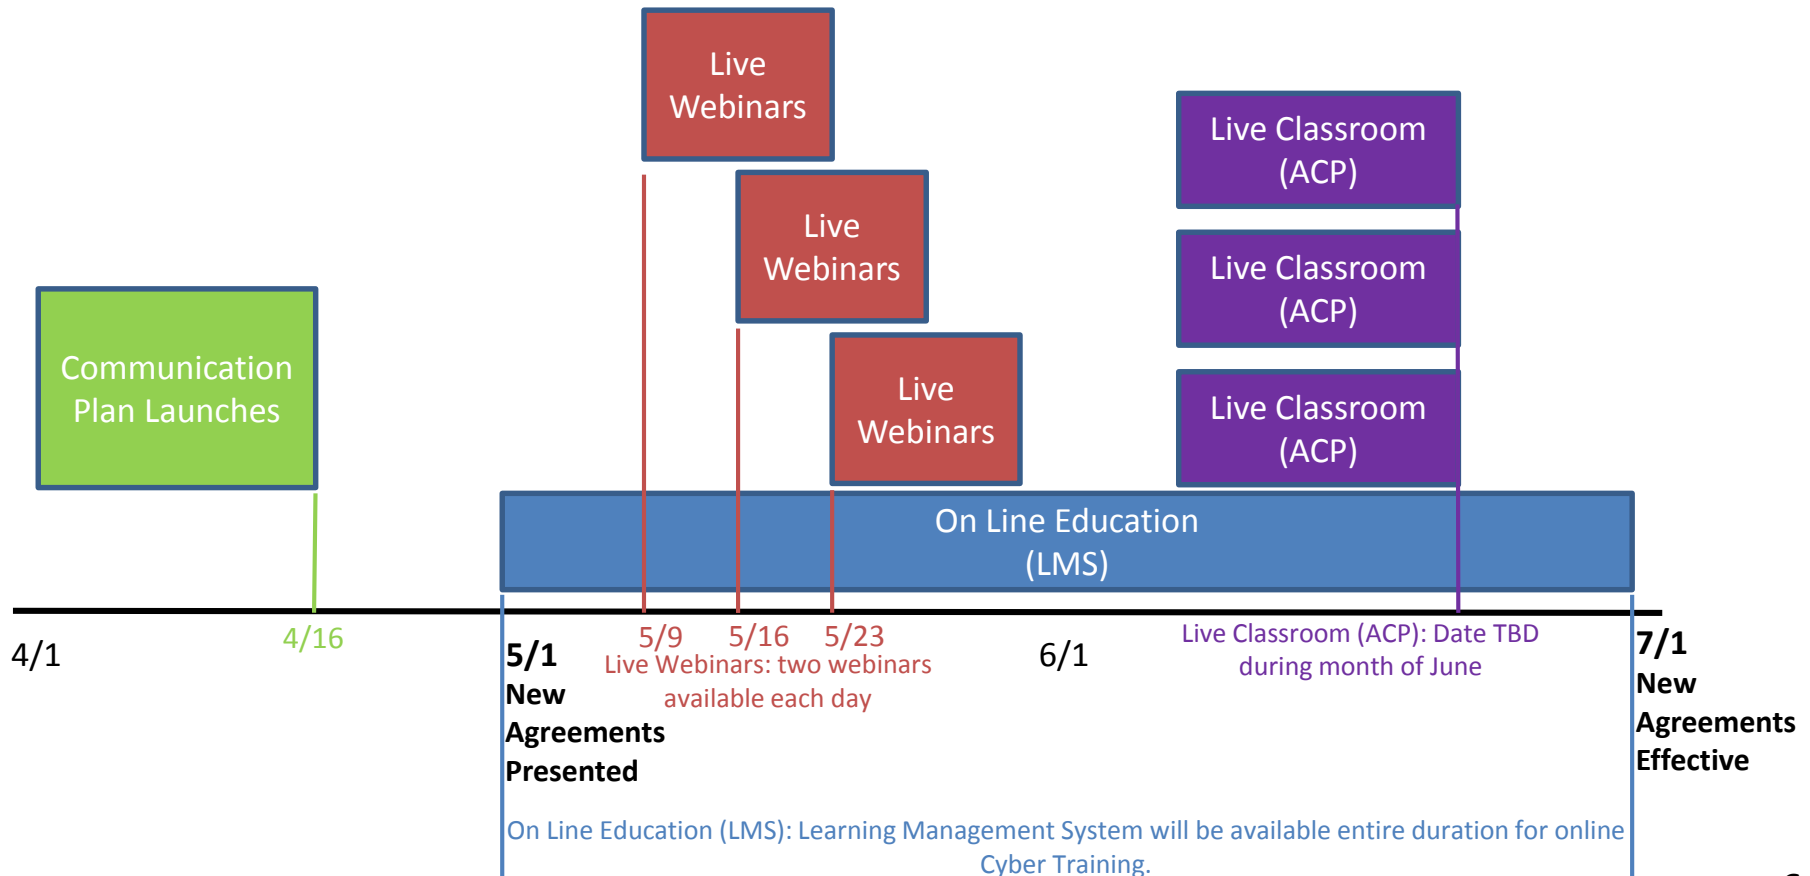 Live
Webinars
Live
Webinars
Live
Webinars
Live Classroom
(ACP)
Live Classroom
(ACP)
Live Classroom
(ACP)
Communication
Plan Launches
On Line Education
(LMS)
4/1
4/16
5/1
New
Agreements
Presented
5/9
5/16
5/23
Live Webinars: two webinars
available each day
6/1
Live Classroom (ACP): Date TBD
during month of June
7/1
New
Agreements
Effective
On Line Education (LMS): Learning Management System will be available entire duration for online
Cyber Training.